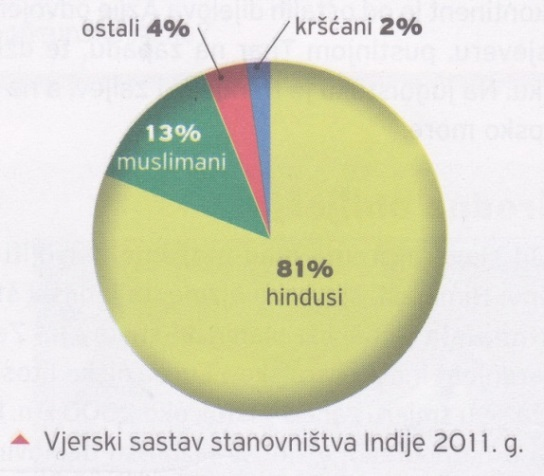 ostali 4%
kršćani 2%
13%
muslimani
81%
hindusi
▲ Vjerski sastav stanovništva Indije 2011. g.